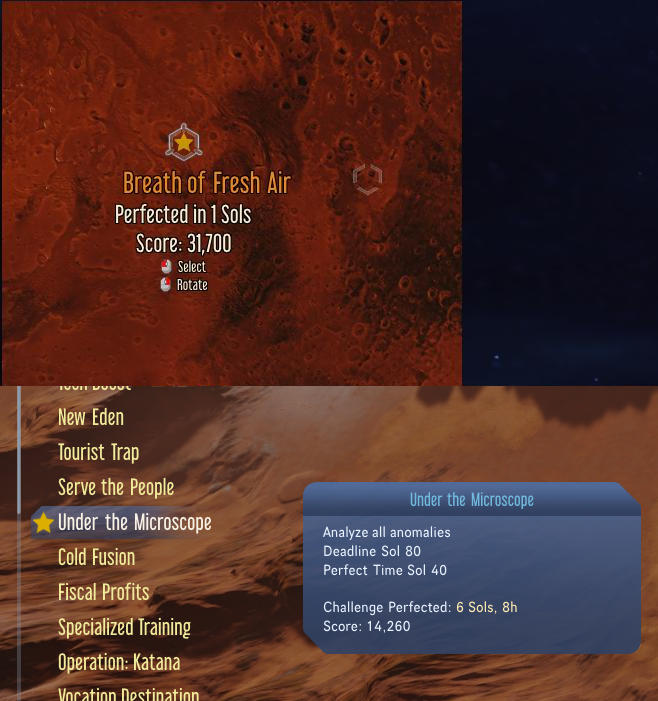 Breath of Fresh Air
Perfected in 1 Sols
Score: 31,700
Select
Rotate
New Eden
Tourist Trap
Serve the People
Under the Microscope
Cold Fusion
Fiscal Profits
Specialized Training
Operation: Katana
Vocation Destination
Under the Microscope
Analyze all anomalies
Deadline Sol 80
Perfect Time Sol 40
Challenge Perfected: 6 Sols, 8h
Score: 14,260